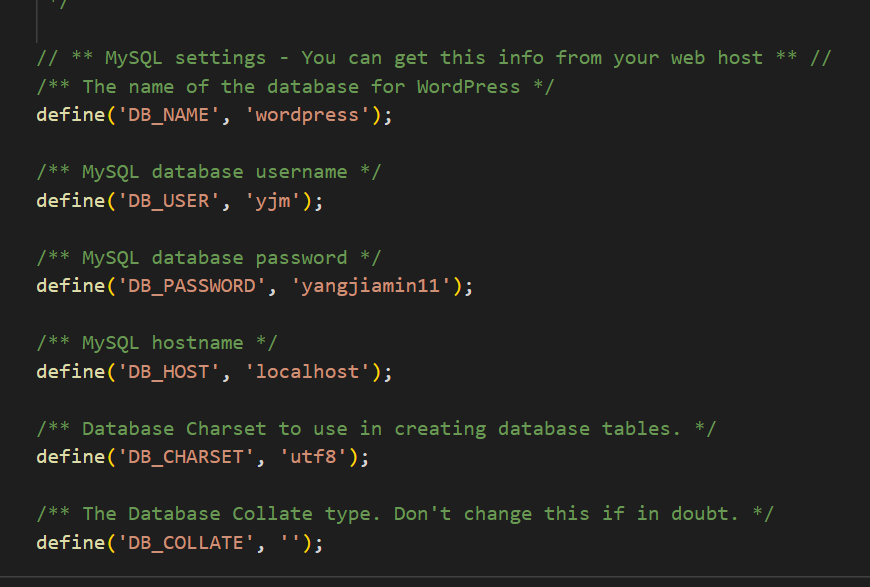 */
// ** MySQL settings - You can get this info from your web host ** //
/** The name of the database for WordPress */
define('DB_NAME', 'wordpress');
/** MySQL database username */
define('DB_USER', 'yjm');
/** MySQL database password */
define('DB_PASSWORD', 'yangjiamin11');
/** MySQL hostname */
define('DB_HOST', 'localhost');
/** Database Charset to use in creating database tables. */
define('DB_CHARSET', 'utf8');
/** The Database Collate type. Don't change this if in doubt. */
define('DB_COLLATE', '');